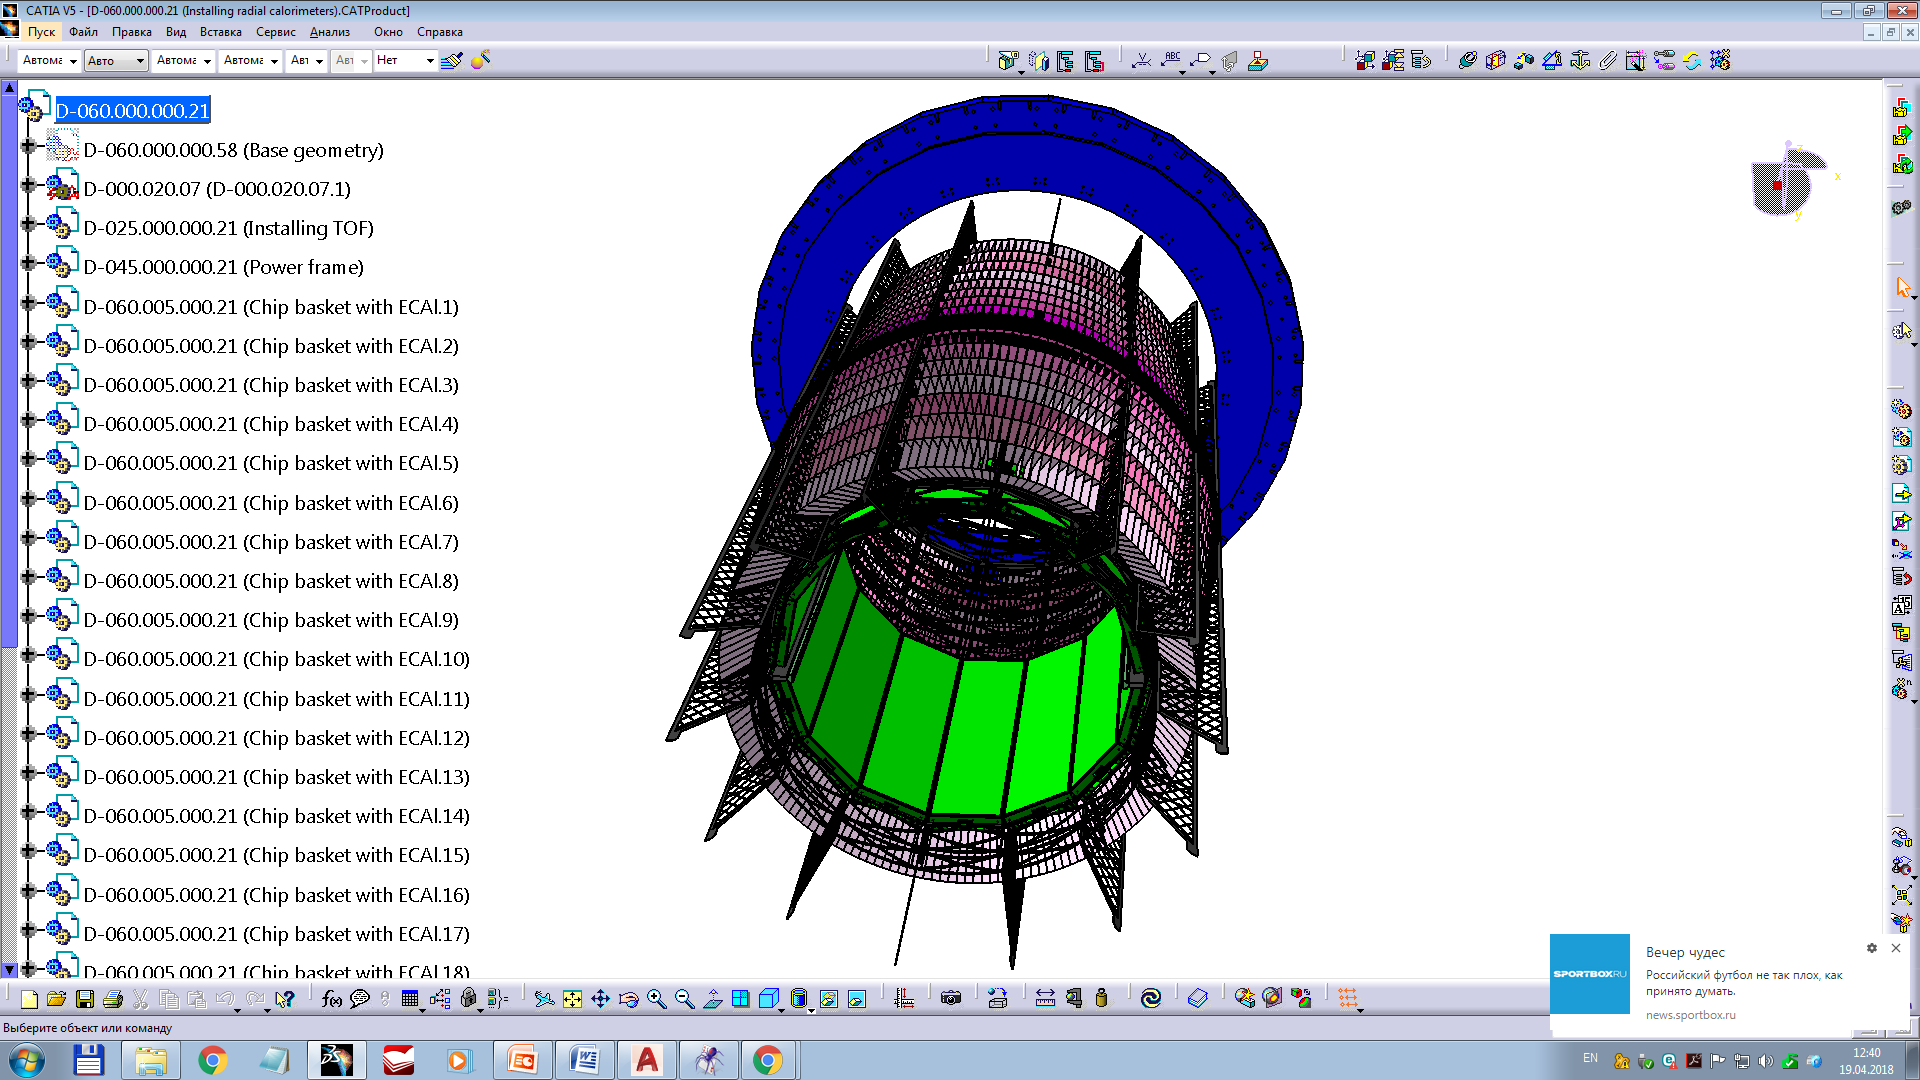 CATIA V5 - [D-060.000.000.21 (Installing radial calorimeters).CATProduct]
Пуск Файл Правка Вид Вставка Сервис Анализ Окно Справка
Автома Авто Автома Автома Авт Авт Нет
ABC
D-060.000.000.21
D-060.000.000.58 (Base geometry)
D-000.020.07 (D-000.020.07.1)
D-025.000.000.21 (Installing TOF)
D-045.000.000.21 (Power frame)
D-060.005.000.21 (Chip basket with ECAl.1)
D-060.005.000.21 (Chip basket with ECAl.2)
D-060.005.000.21 (Chip basket with ECAl.3)
D-060.005.000.21 (Chip basket with ECAl.4)
D-060.005.000.21 (Chip basket with ECAl.5)
D-060.005.000.21 (Chip basket with ECAl.6)
D-060.005.000.21 (Chip basket with ECAl.7)
D-060.005.000.21 (Chip basket with ECAl.8)
D-060.005.000.21 (Chip basket with ECAl.9)
D-060.005.000.21 (Chip basket with ECAl.10)
D-060.005.000.21 (Chip basket with ECAl.11)
D-060.005.000.21 (Chip basket with ECAl.12)
D-060.005.000.21 (Chip basket with ECAl.13)
D-060.005.000.21 (Chip basket with ECAl.14)
D-060.005.000.21 (Chip basket with ECAl.15)
D-060.005.000.21 (Chip basket with ECAl.16)
D-060.005.000.21 (Chip basket with ECAl.17)
D-060.005.000.21 (Chip basket with ECAl.18)
x
y
SPORTBOX.RU
Вечер чудес
Российский футбол не так плох, как
принято думать.
news.sportbox.ru
f(x)
Выберите объект или команду
EN
12:40
19.04.2018